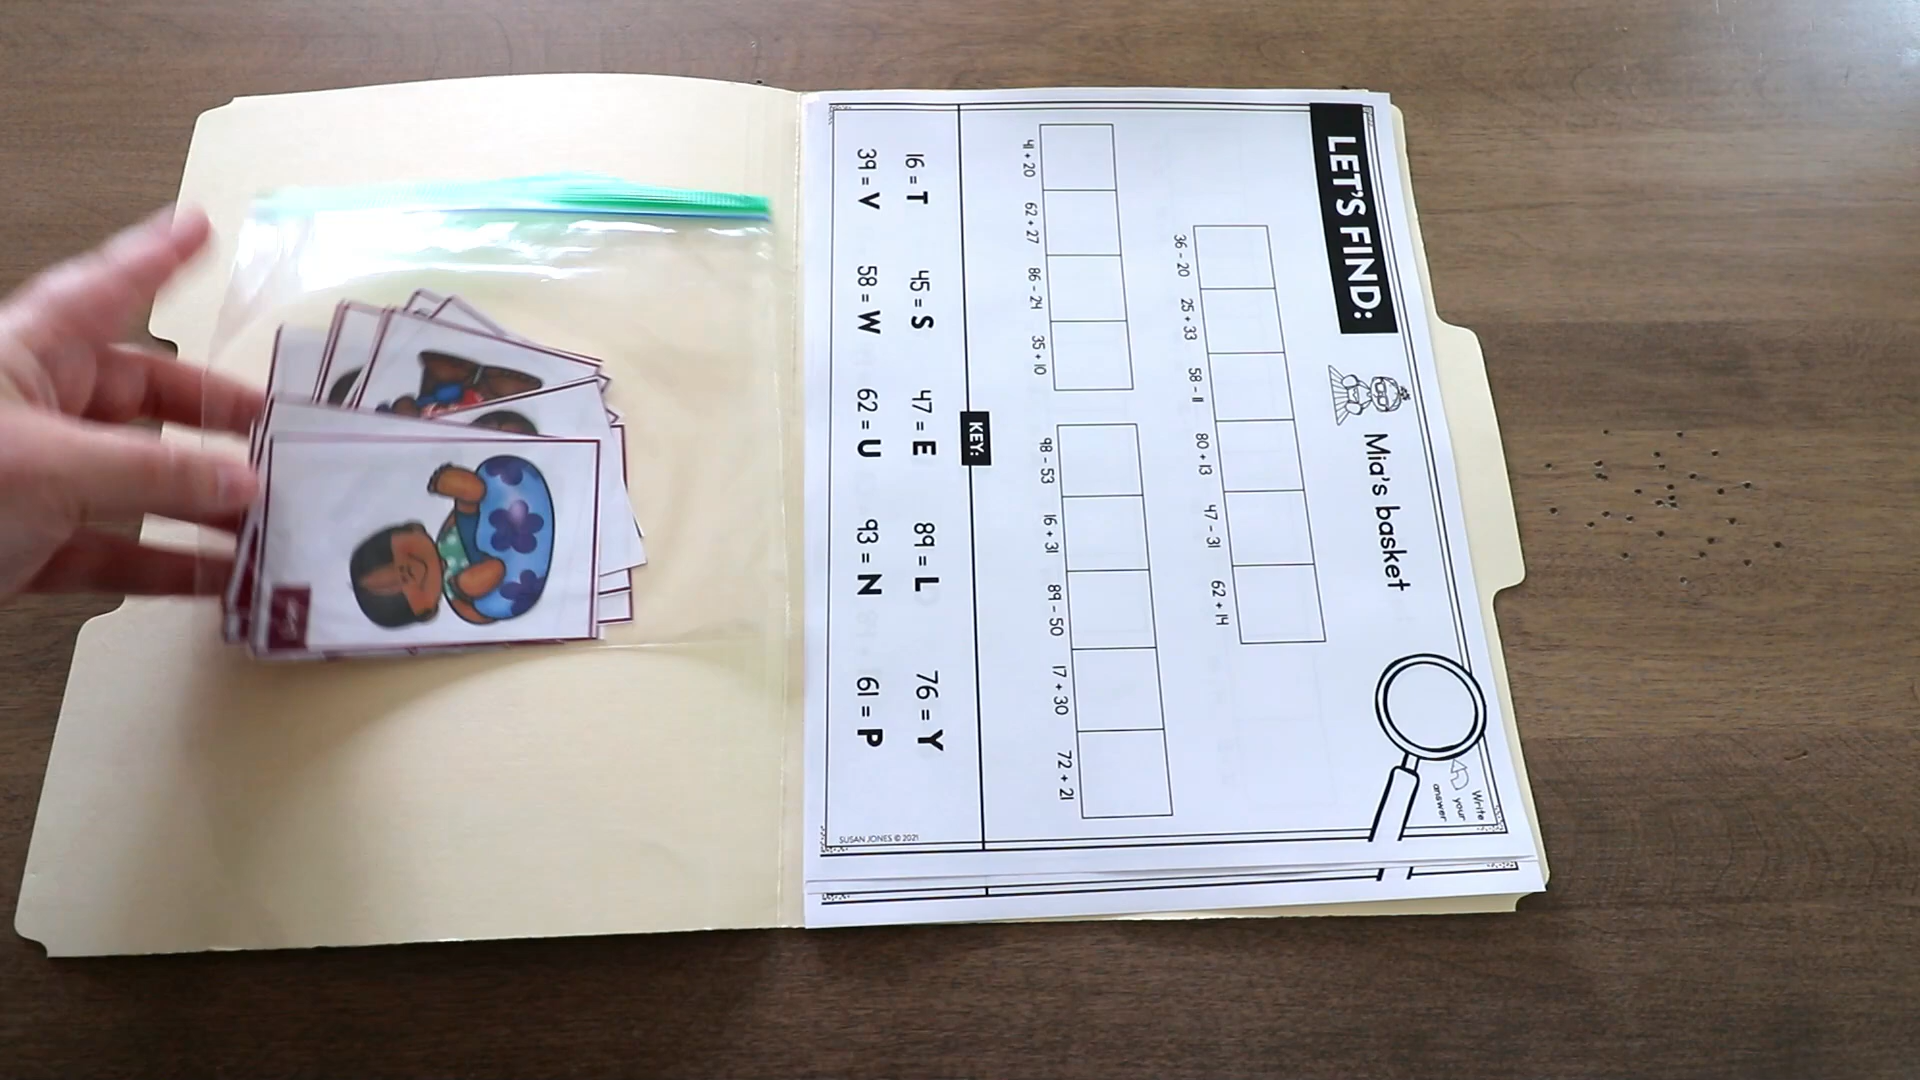 LET'S FIND:
Mia's basket
Write
your
answer
36 - 20 25 + 33 58 - 11 80 + 13 47 - 31 62 + 14
41 + 20 62 + 27 86 - 24 35 + 10 98 - 53 16 + 31 89 - 50 17 + 30 72 + 21
KEY:
16 = T 45 = S 47 = E 89 = L 76 = Y
39 = V 58 = W 62 = U 93 = N 61 = P
SUSAN JONES © 2021